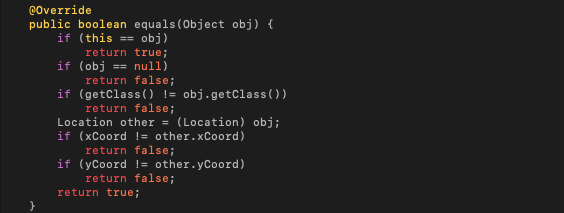 @Override
public boolean equals(Object obj) {
    if (this == obj)
        return true;
    if (obj == null)
        return false;
    if (getClass() != obj.getClass())
        return false;
    Location other = (Location) obj;
    if (xCoord != other.xCoord)
        return false;
    if (yCoord != other.yCoord)
        return false;
    return true;
}